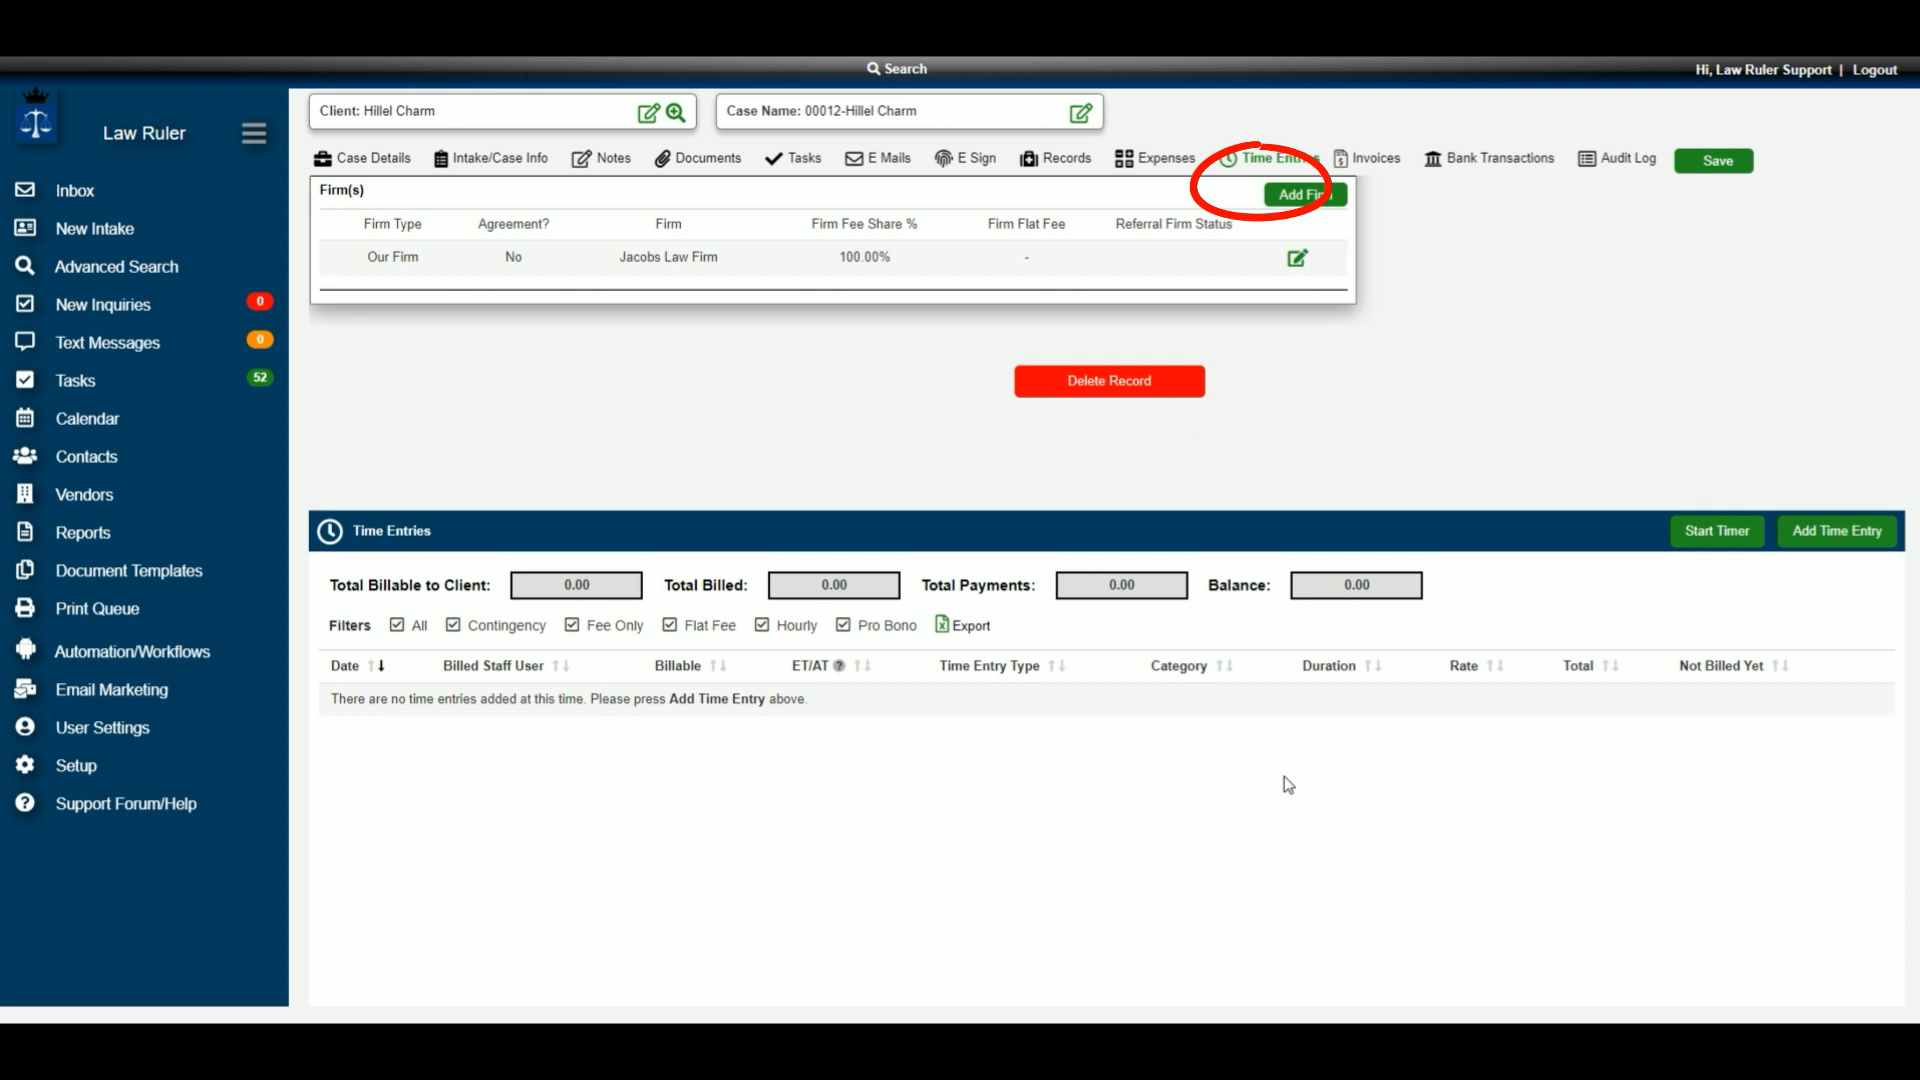 Search
Hi, Law Ruler Support | Logout
Law Ruler
Inbox
New Intake
Advanced Search
New Inquiries 0
Text Messages 0
Tasks 52
Calendar
Contacts
Vendors
Reports
Document Templates
Print Queue
Automation/Workflows
Email Marketing
User Settings
Setup
Support Forum/Help
Client: Hillel Charm
Case Name: 00012-Hillel Charm
Case Details Intake/Case Info Notes Documents Tasks E Mails E Sign Records Expenses Time Entries Invoices Bank Transactions Audit Log Save
Firm(s) Add Firm
Firm Type Agreement? Firm Firm Fee Share % Firm Flat Fee Referral Firm Status
Our Firm No Jacobs Law Firm 100.00% -
Delete Record
Time Entries Start Timer Add Time Entry
Total Billable to Client: 0.00 Total Billed: 0.00 Total Payments: 0.00 Balance: 0.00
Filters All Contingency Fee Only Flat Fee Hourly Pro Bono Export
Date Billed Staff User Billable ET/AT Time Entry Type Category Duration Rate Total Not Billed Yet
There are no time entries added at this time. Please press Add Time Entry above.